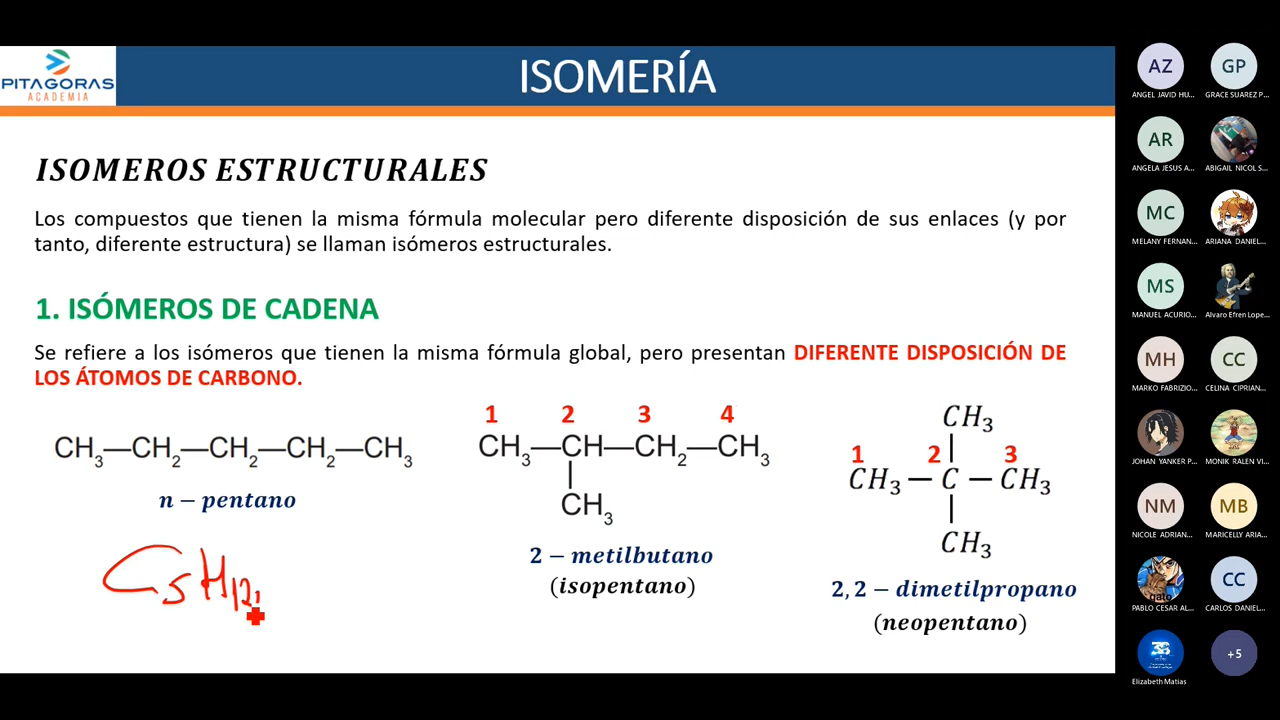 PITAGORAS
ACADEMIA
ISOMERÍA
ISOMEROS ESTRUCTURALES
Los compuestos que tienen la misma fórmula molecular pero diferente disposición de sus enlaces (y por
tanto, diferente estructura) se llaman isómeros estructurales.
1. ISÓMEROS DE CADENA
Se refiere a los isómeros que tienen la misma fórmula global, pero presentan DIFERENTE DISPOSICIÓN DE
LOS ÁTOMOS DE CARBONO.
CH₃—CH₂—CH₂—CH₂—CH₃
n − pentano
C₅H₁₂
1 2 3 4
CH₃—CH—CH₂—CH₃
CH₃
2 − metilbutano
(isopentano)
CH₃
1 2 3
CH₃ — C — CH₃
CH₃
2, 2 − dimetilpropano
(neopentano)
AZ
ANGEL JAVID HU...
GP
GRACE SUAREZ P...
AR
ANGELA JESUS A...
ABIGAIL NICOL S...
MC
MELANY FERNAN...
ARIANA DANIEL...
MS
MANUEL ACURIO...
Alvaro Efren Lope...
MH
MARKO FABRIZIO...
CC
CELINA CIPRIAN...
JOHAN YANKER P...
MONIK RALEN VI...
NM
NICOLE ADRIAN...
MB
MARICELLY ARIA...
gato
PABLO CESAR AL...
CC
CARLOS DANIEL...
Elizabeth Matias
+5